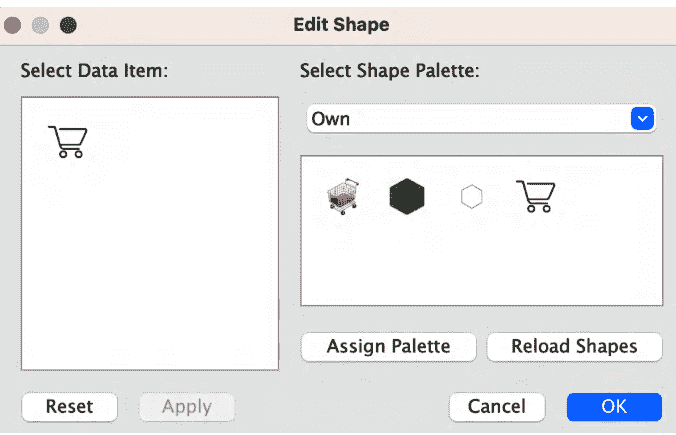 Edit Shape
Select Data Item:
Select Shape Palette:
Own
Assign Palette
Reload Shapes
Reset
Apply
Cancel
OK